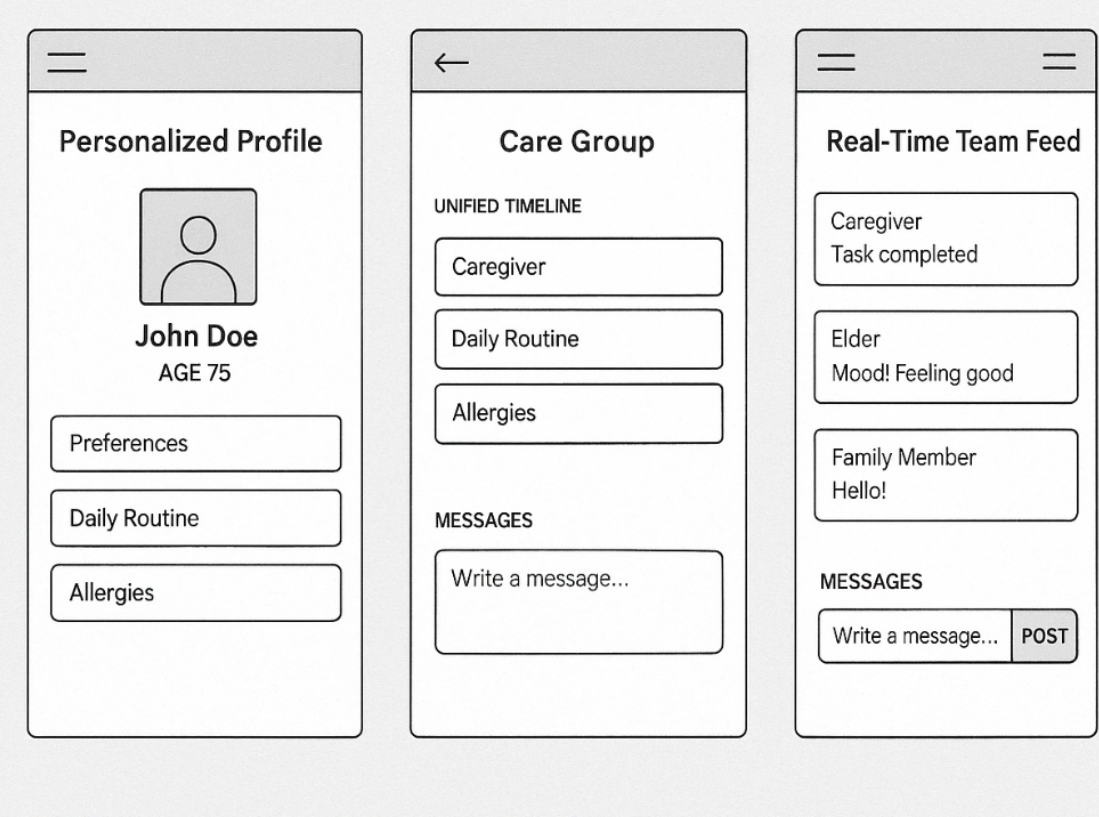 Personalized Profile
John Doe
AGE 75
Preferences
Daily Routine
Allergies
Care Group
UNIFIED TIMELINE
Caregiver
Daily Routine
Allergies
MESSAGES
Write a message...
Real-Time Team Feed
Caregiver
Task completed
Elder
Mood! Feeling good
Family Member
Hello!
MESSAGES
Write a message... POST